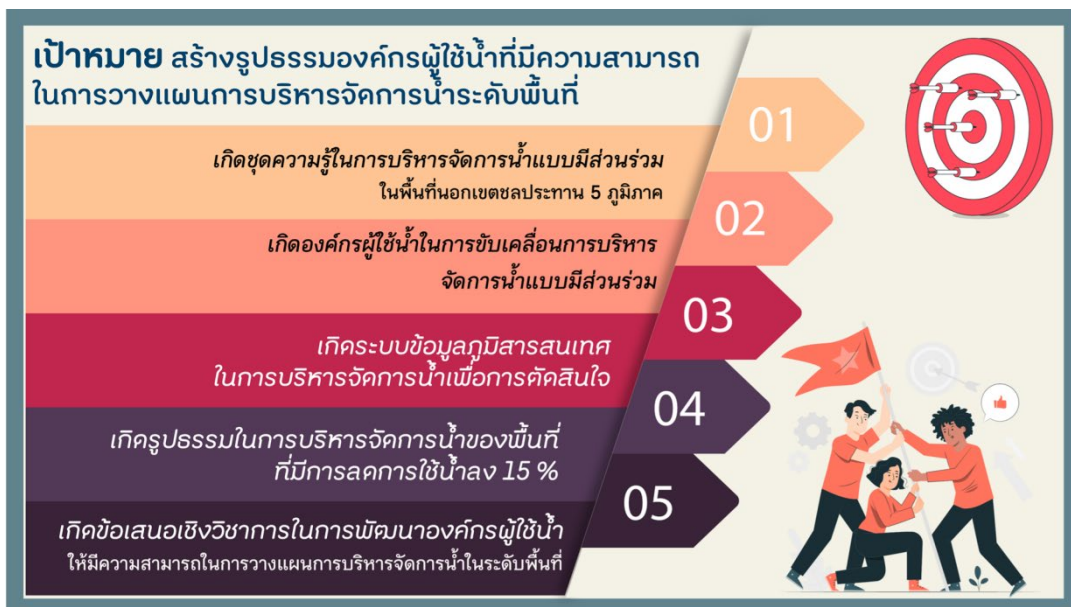 เป้าหมาย สร้างรูปธรรมองค์กรผู้ใช้น้ำที่มีความสามารถ
ในการวางแผนการบริหารจัดการน้ำระดับพื้นที่
01
เกิดชุดความรู้ในการบริหารจัดการน้ำแบบมีส่วนร่วม
ในพื้นที่นอกเขตชลประทาน 5 ภูมิภาค
02
เกิดองค์กรผู้ใช้น้ำในการขับเคลื่อนการบริหาร
จัดการน้ำแบบมีส่วนร่วม
03
เกิดระบบข้อมูลภูมิสารสนเทศ
ในการบริหารจัดการน้ำเพื่อการตัดสินใจ
04
เกิดรูปธรรมในการบริหารจัดการน้ำของพื้นที่
ที่มีการลดการใช้น้ำลง 15 %
05
เกิดข้อเสนอเชิงวิชาการในการพัฒนาองค์กรผู้ใช้น้ำ
ให้มีความสามารถในการวางแผนการบริหารจัดการน้ำในระดับพื้นที่